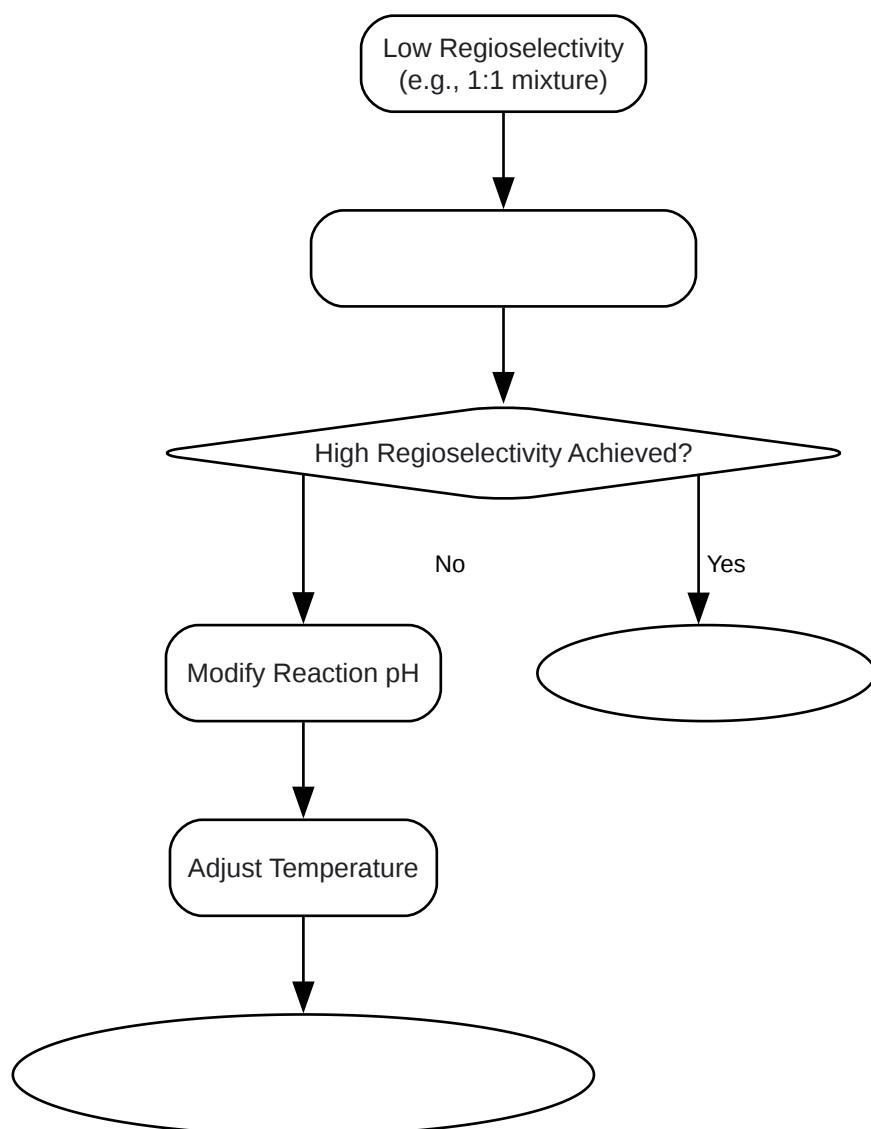 Low Regioselectivity
(e.g., 1:1 mixture)
High Regioselectivity Achieved?
No
Yes
Modify Reaction pH
Adjust Temperature